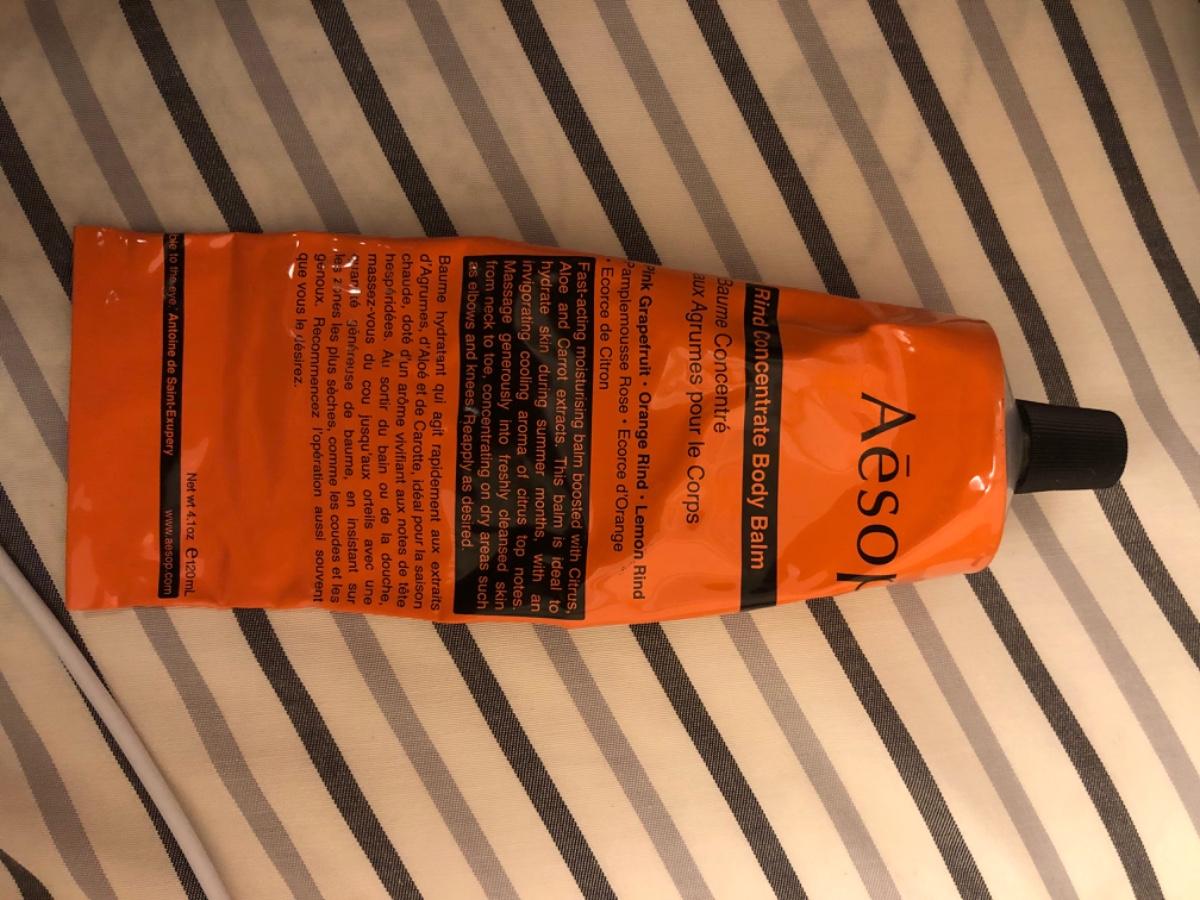 Aēsop
Rind Concentrate Body Balm
Baume Concentré
aux Agrumes pour le Corps
Pink Grapefruit • Orange Rind • Lemon Rind
Pamplemousse Rose • Ecorce d'Orange
• Ecorce de Citron
Fast-acting moisturising balm boosted with Citrus,
Aloe and Carrot extracts. This balm is ideal to
hydrate skin during summer months, with an
invigorating cooling aroma of citrus top notes.
Massage generously into freshly cleansed skin
from neck to toe, concentrating on dry areas such
as elbows and knees. Reapply as desired.
Baume hydratant qui agit rapidement aux extraits
d'Agrumes, d'Aloé et de Carotte, idéal pour la saison
chaude, doté d'un arôme vivifiant aux notes de tête
hespéridées. Au sortir du bain ou de la douche,
massez-vous du cou jusqu'aux orteils avec une
quantité généreuse de baume, en insistant sur
les zones les plus sèches, comme les coudes et les
genoux. Recommencez l'opération aussi souvent
que vous le désirez.
Net wt 4.1oz ℮120mL
to the eye' Antoine de Saint-Exupery www.aesop.com